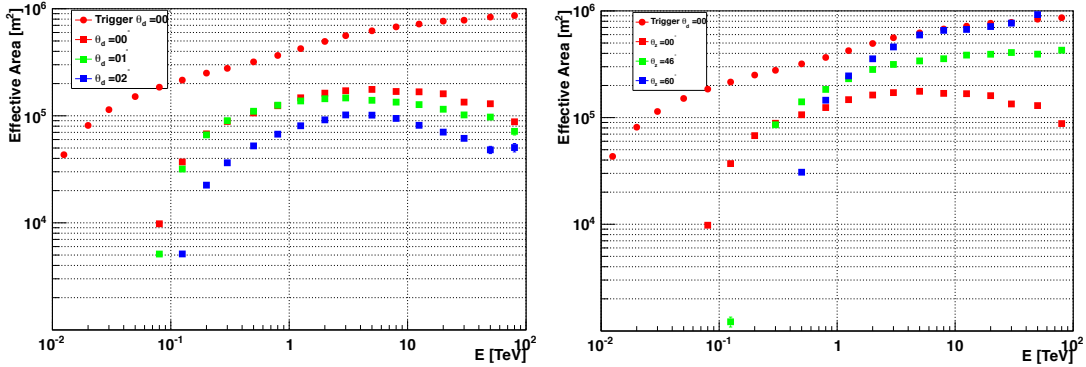 Effective Area [m²]
10⁶
10⁵
10⁴
Trigger θd =00°
θd =00°
θd =01°
θd =02°
10⁻²
10⁻¹
1
10
10²
E [TeV]
Effective Area [m²]
10⁶
10⁵
10⁴
Trigger θd =00
θz =00°
θz =46°
θz =60°
10⁻²
10⁻¹
1
10
10²
E [TeV]